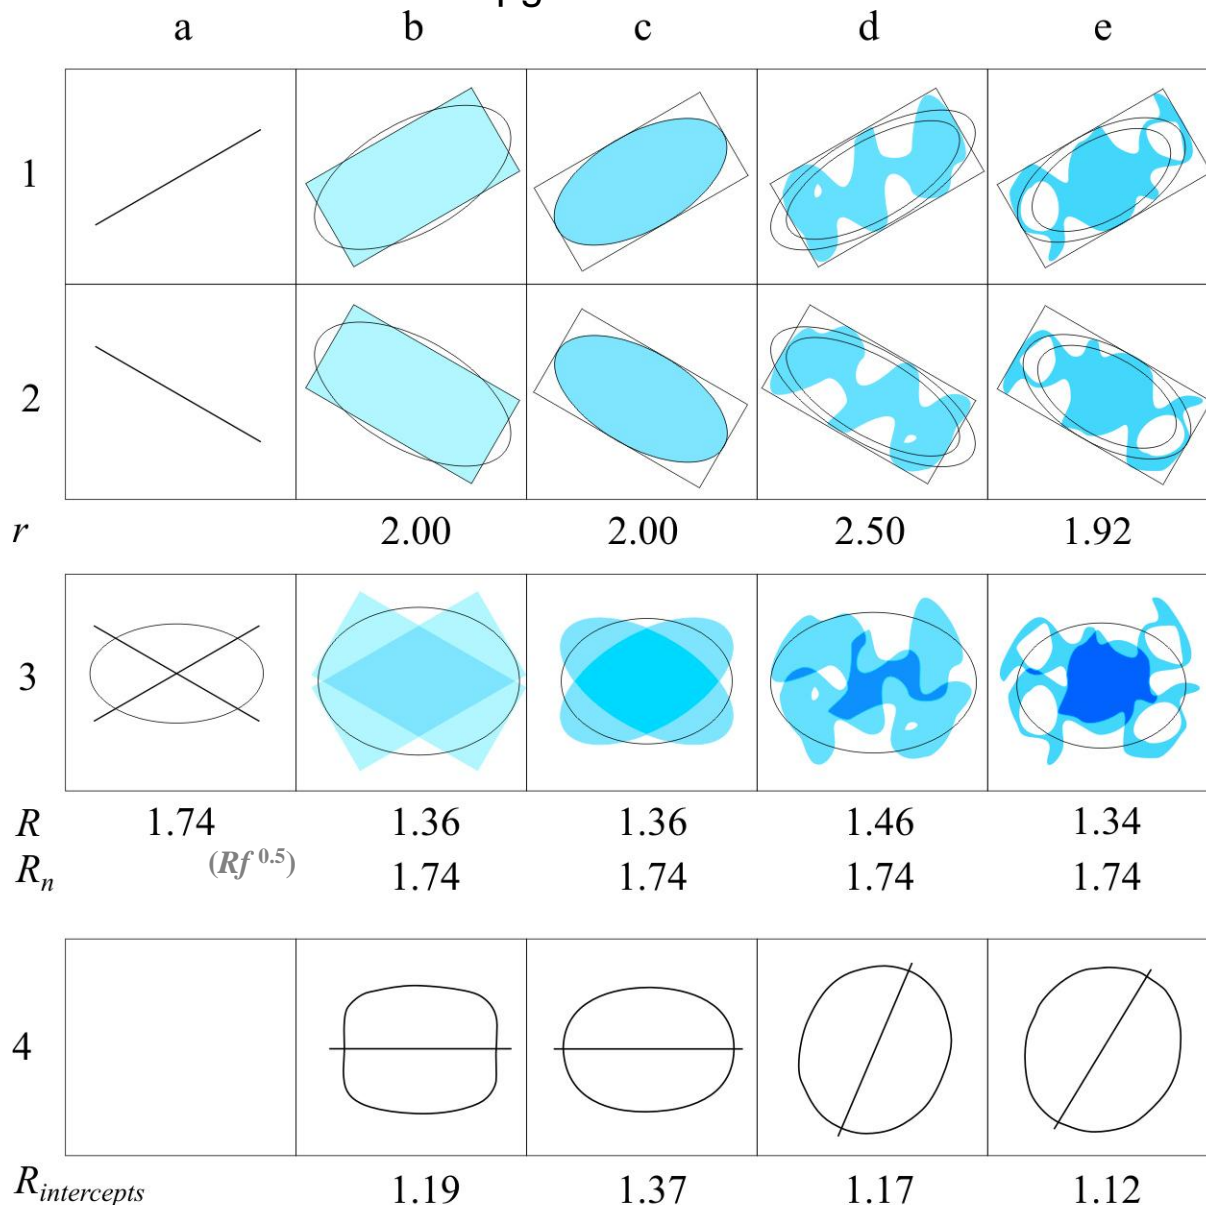 a b c d e
1
2
r 2.00 2.00 2.50 1.92
3
R 1.74 1.36 1.36 1.46 1.34
(Rf 0.5)
Rn 1.74 1.74 1.74 1.74
4
Rintercepts 1.19 1.37 1.17 1.12